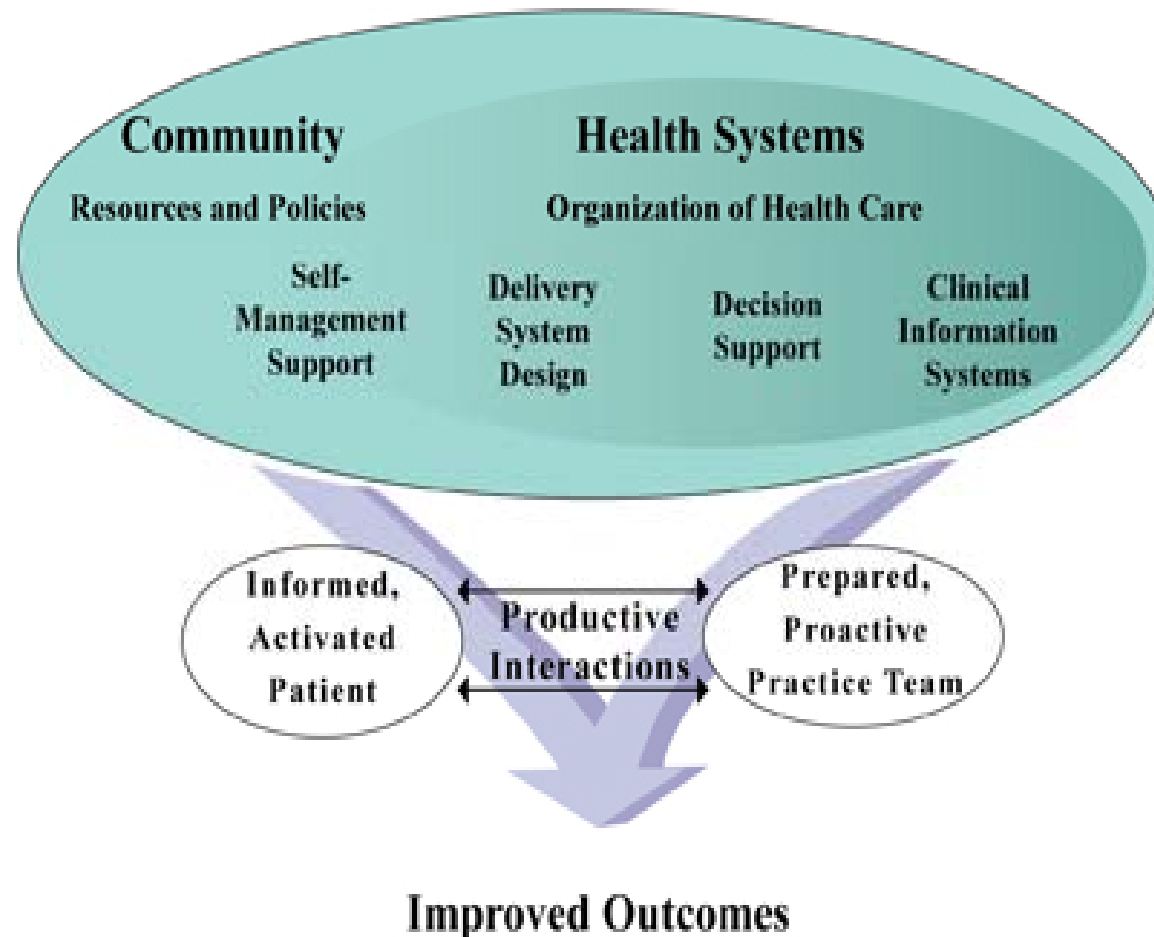 Community
Health Systems
Resources and Policies
Organization of Health Care
Self-
Management
Support
Delivery
System
Design
Decision
Support
Clinical
Information
Systems
Informed,
Activated
Patient
Productive
Interactions
Prepared,
Proactive
Practice Team
Improved Outcomes